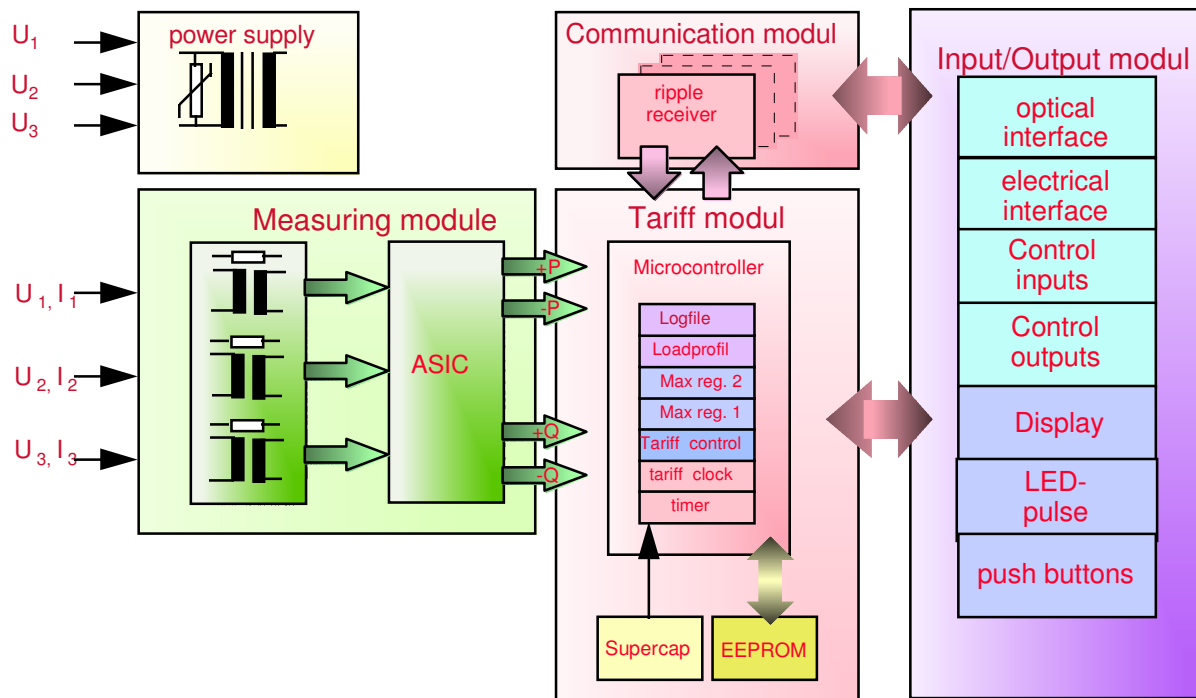 U1
U2
U3
power supply
Communication modul
ripple
receiver
Input/Output modul
optical
interface
electrical
interface
Control
inputs
Control
outputs
Display
LED-
pulse
push buttons
Measuring module
U 1, I 1
U 2, I 2
U 3, I 3
ASIC
+P
-P
+Q
-Q
Tariff modul
Microcontroller
Logfile
Loadprofil
Max reg. 2
Max reg. 1
Tariff control
tariff clock
timer
Supercap
EEPROM